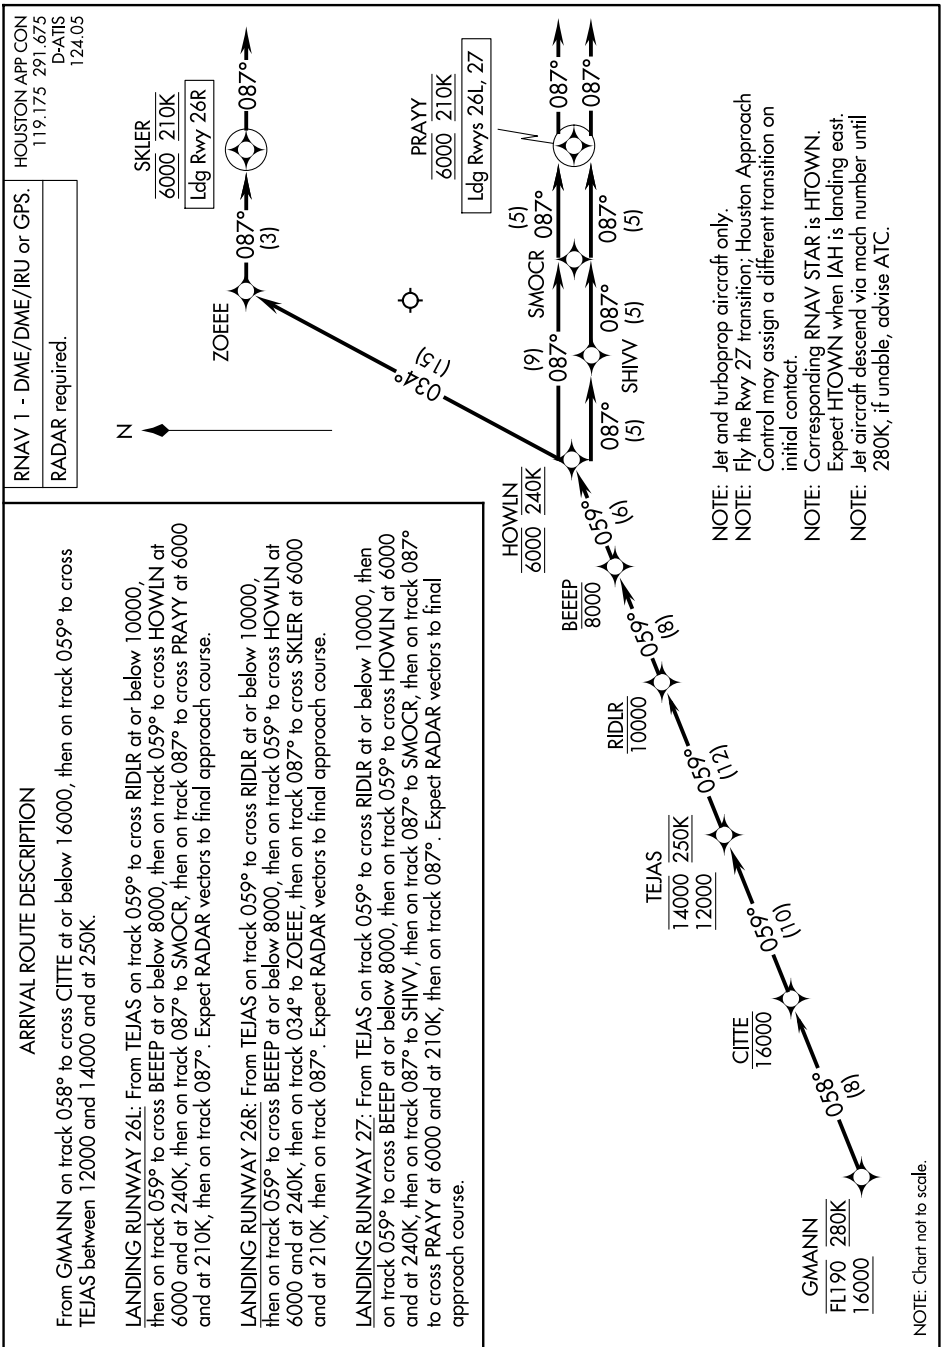 ARRIVAL ROUTE DESCRIPTION
From GMANN on track 058° to cross CITTE at or below 16000, then on track 059° to cross
TEJAS between 12000 and 14000 and at 250K.
LANDING RUNWAY 26L: From TEJAS on track 059° to cross RIDLR at or below 10000,
then on track 059° to cross BEEEP at or below 8000, then on track 059° to cross HOWLN at
6000 and at 240K, then on track 087° to SMOCR, then on track 087° to cross PRAYY at 6000
and at 210K, then on track 087°. Expect RADAR vectors to final approach course.
LANDING RUNWAY 26R: From TEJAS on track 059° to cross RIDLR at or below 10000,
then on track 059° to cross BEEEP at or below 8000, then on track 059° to cross HOWLN at
6000 and at 240K, then on track 034° to ZOEEE, then on track 087° to cross SKLER at 6000
and at 210K, then on track 087°. Expect RADAR vectors to final approach course.
LANDING RUNWAY 27: From TEJAS on track 059° to cross RIDLR at or below 10000, then
on track 059° to cross BEEEP at or below 8000, then on track 059° to cross HOWLN at 6000
and at 240K, then on track 087° to SHIVV, then on track 087° to SMOCR, then on track 087°
to cross PRAYY at 6000 and at 210K, then on track 087°. Expect RADAR vectors to final
approach course.
RNAV 1 - DME/DME/IRU or GPS.
RADAR required.
HOUSTON APP CON
119.175 291.675
D-ATIS
124.05
N
SKLER
6000 210K
Ldg Rwy 26R
087°
087°
(3)
ZOEEE
034°
(15)
PRAYY
6000 210K
Ldg Rwys 26L, 27
087°
087°
(5)
087°
087°
(5)
SMOCR
(9)
087°
087°
(5)
SHIVV
087°
(5)
HOWLN
6000 240K
059°
(6)
BEEEP
8000
059°
(8)
RIDLR
10000
059°
(12)
TEJAS
14000 250K
12000
059°
(10)
CITTE
16000
058°
(8)
GMANN
FL190 280K
16000
NOTE: Jet and turboprop aircraft only.
NOTE: Fly the Rwy 27 transition; Houston Approach
Control may assign a different transition on
initial contact.
NOTE: Corresponding RNAV STAR is HTOWN.
Expect HTOWN when IAH is landing east.
NOTE: Jet aircraft descend via mach number until
280K, if unable, advise ATC.
NOTE: Chart not to scale.